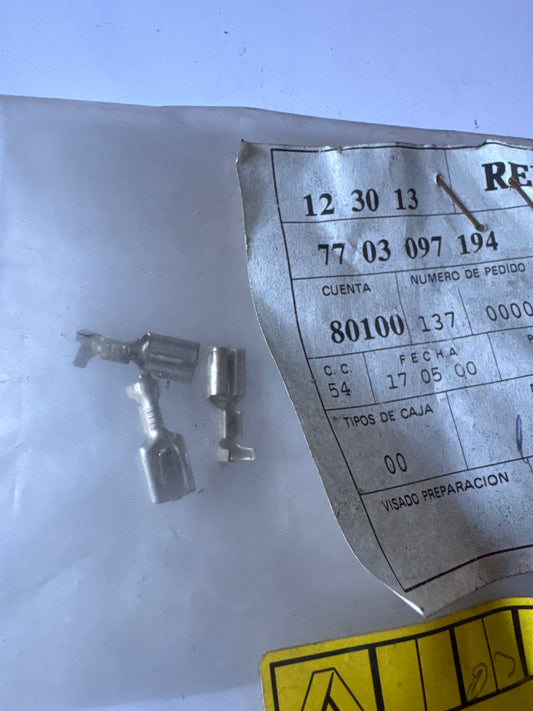 12 30 13
77 03 097 194
CUENTA NUMERO DE PEDIDO
80100 137 0000
C.C. FECHA
54 17 05 00
TIPOS DE CAJA
00
VISADO PREPARACION